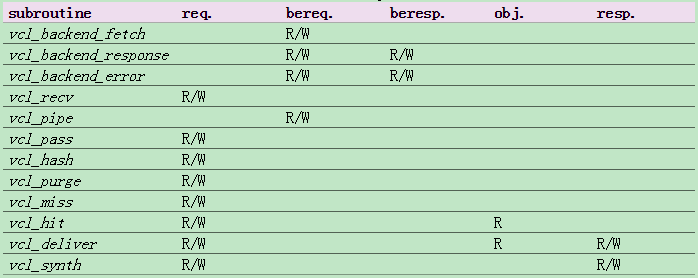 subroutine req. bereq. beresp. obj. resp.
vcl_backend_fetch R/W
vcl_backend_response R/W R/W
vcl_backend_error R/W R/W
vcl_recv R/W
vcl_pipe R/W
vcl_pass R/W
vcl_hash R/W
vcl_purge R/W
vcl_miss R/W
vcl_hit R/W R
vcl_deliver R/W R R/W
vcl_synth R/W R/W